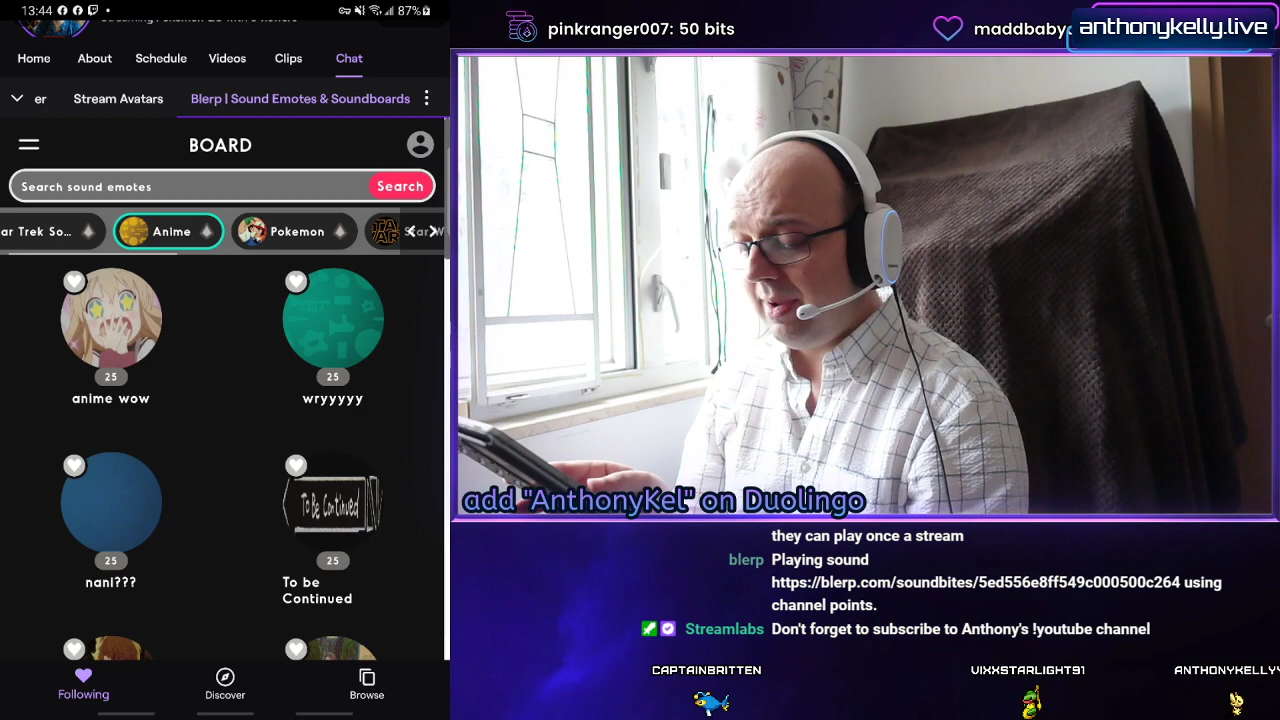 13:44
87%
Home About Schedule Videos Clips Chat
er Stream Avatars Blerp | Sound Emotes & Soundboards
BOARD
Search sound emotes Search
ar Trek So... Anime Pokemon
25 25
anime wow wryyyyy
To Be Continued
25 25
nani??? To be
Continued
Following Discover Browse
pinkranger007: 50 bits
maddbaby
anthonykelly.live
add "AnthonyKel" on Duolingo
they can play once a stream
blerp Playing sound
https://blerp.com/soundbites/5ed556e8ff549c000500c264 using
channel points.
Streamlabs Don't forget to subscribe to Anthony's !youtube channel
CAPTAINBRITTEN VIXXSTARLIGHT91 ANTHONYKELLY